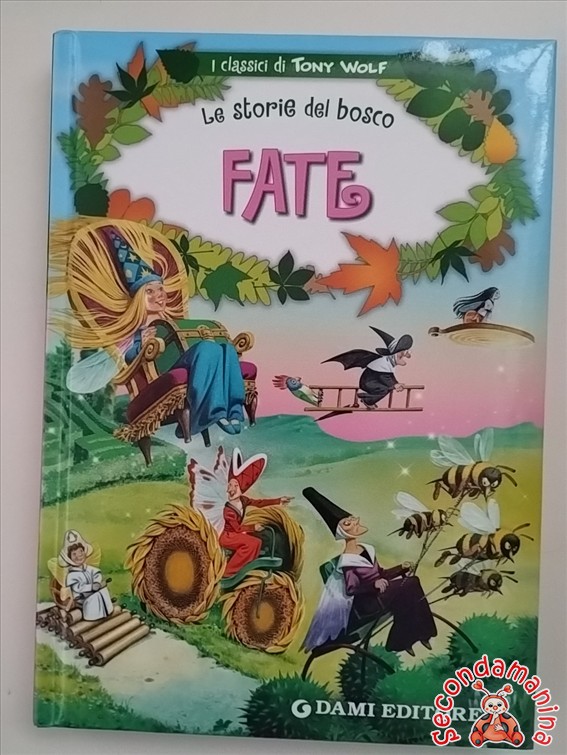 I classici di TONY WOLF
Le storie del bosco
FATE
DAMI EDITORE
Secondamanina